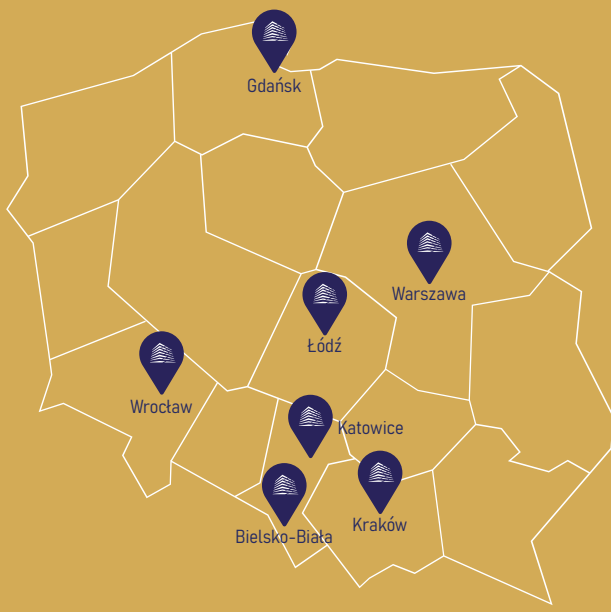 Gdańsk
Warszawa
Łódź
Wrocław
Katowice
Kraków
Bielsko-Biała